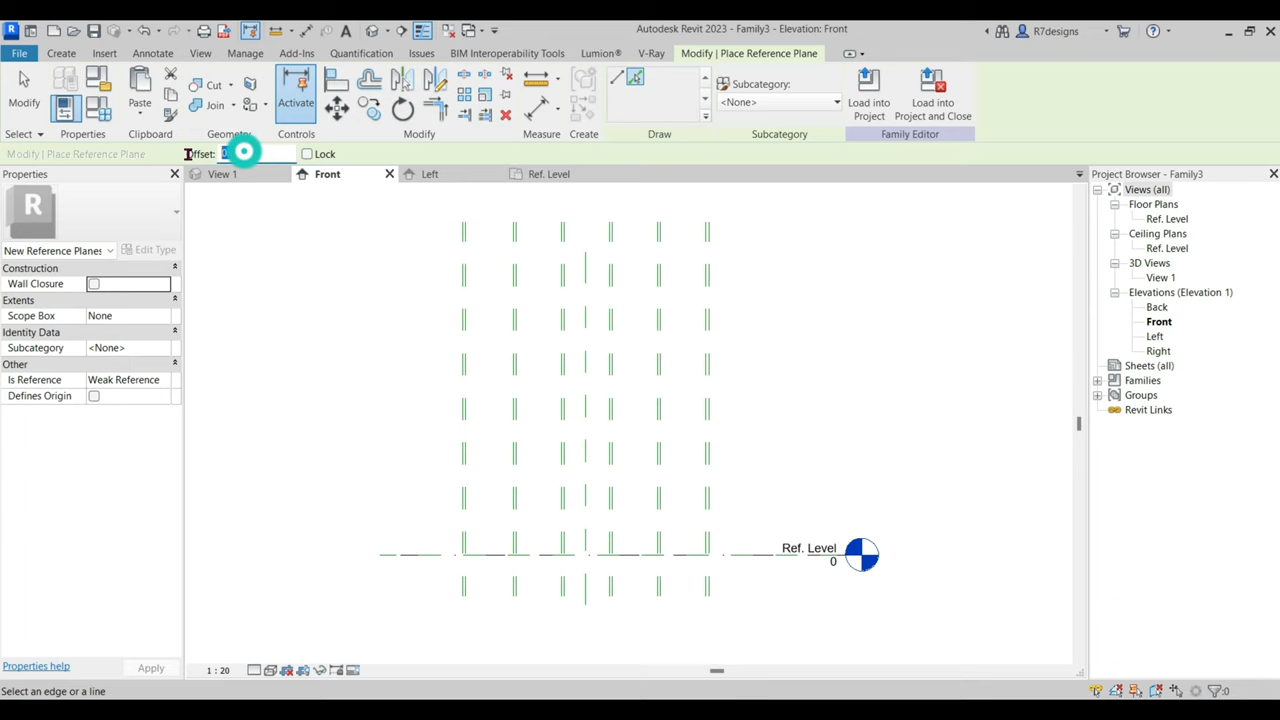 R
Autodesk Revit 2023 - Family3 - Elevation: Front
R7designs
File
Create
Insert
Annotate
View
Manage
Add-Ins
Quantification
Issues
BIM Interoperability Tools
Lumion®
V-Ray
Modify | Place Reference Plane
Modify
Paste
Cut
Join
Activate
Subcategory:
<None>
Load into
Project
Load into
Project and Close
Select
Properties
Clipboard
Geometry
Controls
Modify
Measure
Create
Draw
Subcategory
Family Editor
Modify | Place Reference Plane
Offset:
Lock
Properties
View 1
Front
Left
Ref. Level
Project Browser - Family3
R
New Reference Planes
Edit Type
Construction
Wall Closure
Extents
Scope Box
None
Identity Data
Subcategory
<None>
Other
Is Reference
Weak Reference
Defines Origin
Properties help
Apply
Ref. Level
0
Views (all)
Floor Plans
Ref. Level
Ceiling Plans
Ref. Level
3D Views
View 1
Elevations (Elevation 1)
Back
Front
Left
Right
Sheets (all)
Families
Groups
Revit Links
1 : 20
Select an edge or a line
:0